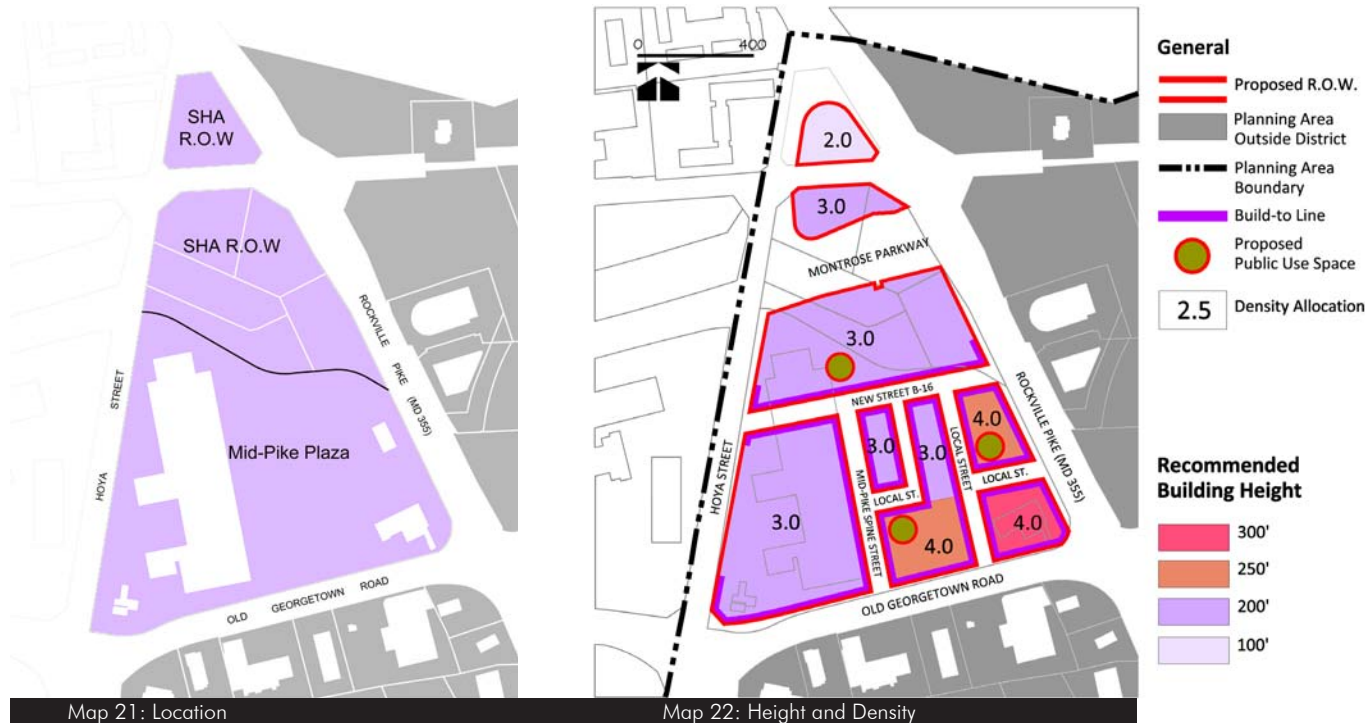 SHA
R.O.W
SHA R.O.W
HOYA STREET
ROCKVILLE PIKE (MD 355)
Mid-Pike Plaza
OLD GEORGETOWN ROAD
Map 21: Location
0 400
2.0
3.0
MONTROSE PARKWAY
3.0
NEW STREET B-16
HOYA STREET
3.0
3.0
3.0
4.0
MID-PIKE SPINE STREET
LOCAL ST.
LOCAL STREET
LOCAL ST.
ROCKVILLE PIKE (MD 355)
4.0
4.0
OLD GEORGETOWN ROAD
Map 22: Height and Density
General
Proposed R.O.W.
Planning Area
Outside District
Planning Area
Boundary
Build-to Line
Proposed
Public Use Space
2.5 Density Allocation
Recommended
Building Height
300'
250'
200'
100'